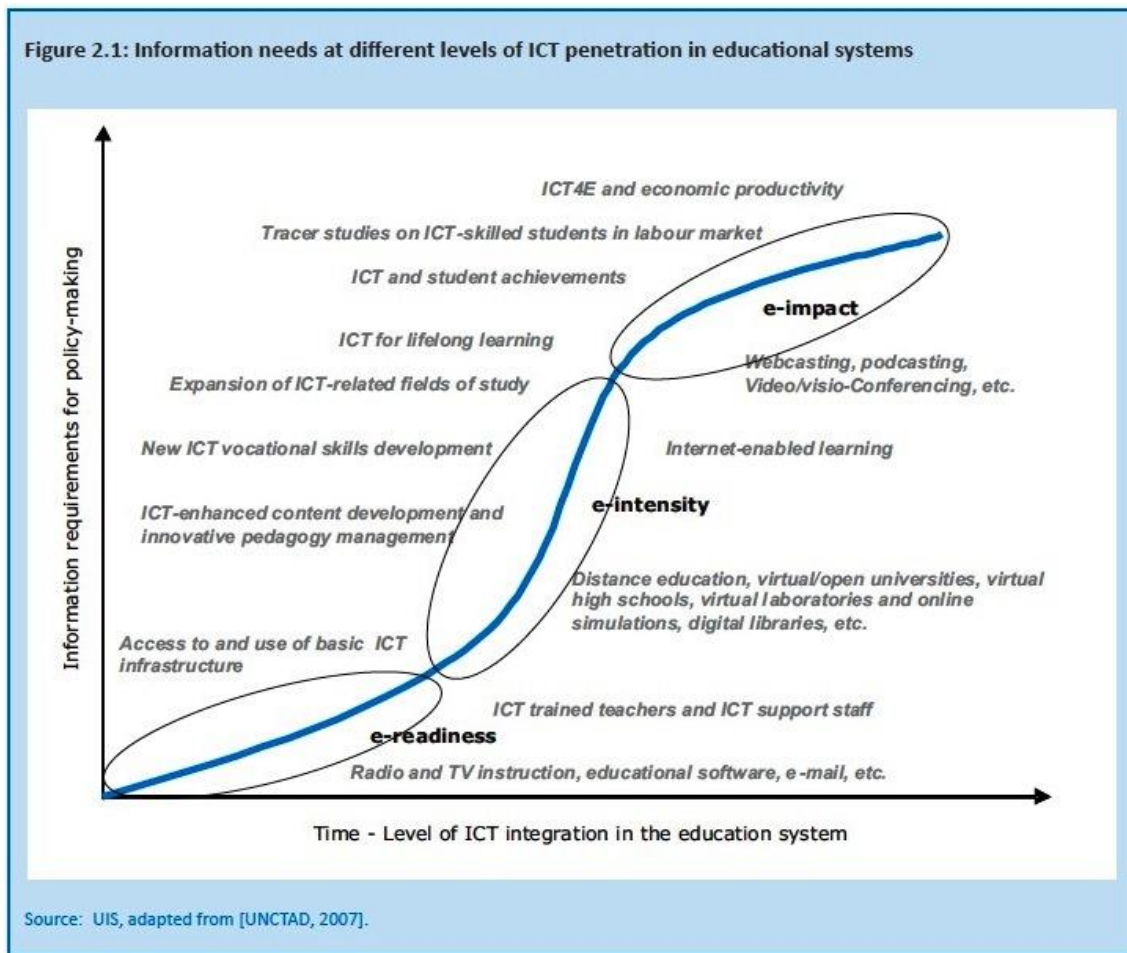 Figure 2.1: Information needs at different levels of ICT penetration in educational systems
Information requirements for policy-making
ICT4E and economic productivity
Tracer studies on ICT-skilled students in labour market
ICT and student achievements
e-impact
ICT for lifelong learning
Webcasting, podcasting,
Video/visio-Conferencing, etc.
Expansion of ICT-related fields of study
New ICT vocational skills development
Internet-enabled learning
e-intensity
ICT-enhanced content development and
innovative pedagogy management
Distance education, virtual/open universities, virtual
high schools, virtual laboratories and online
simulations, digital libraries, etc.
Access to and use of basic ICT
infrastructure
ICT trained teachers and ICT support staff
e-readiness
Radio and TV instruction, educational software, e-mail, etc.
Time - Level of ICT integration in the education system
Source: UIS, adapted from [UNCTAD, 2007].